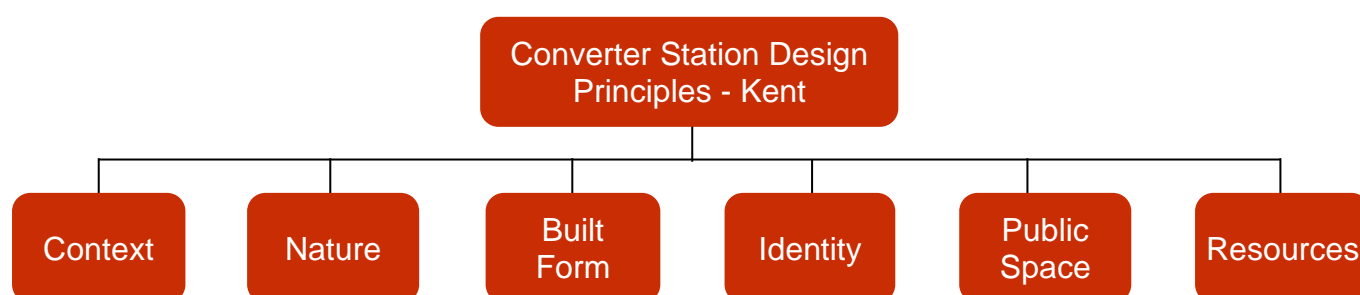 Converter Station Design
Principles - Kent
Context
Nature
Built
Form
Identity
Public
Space
Resources